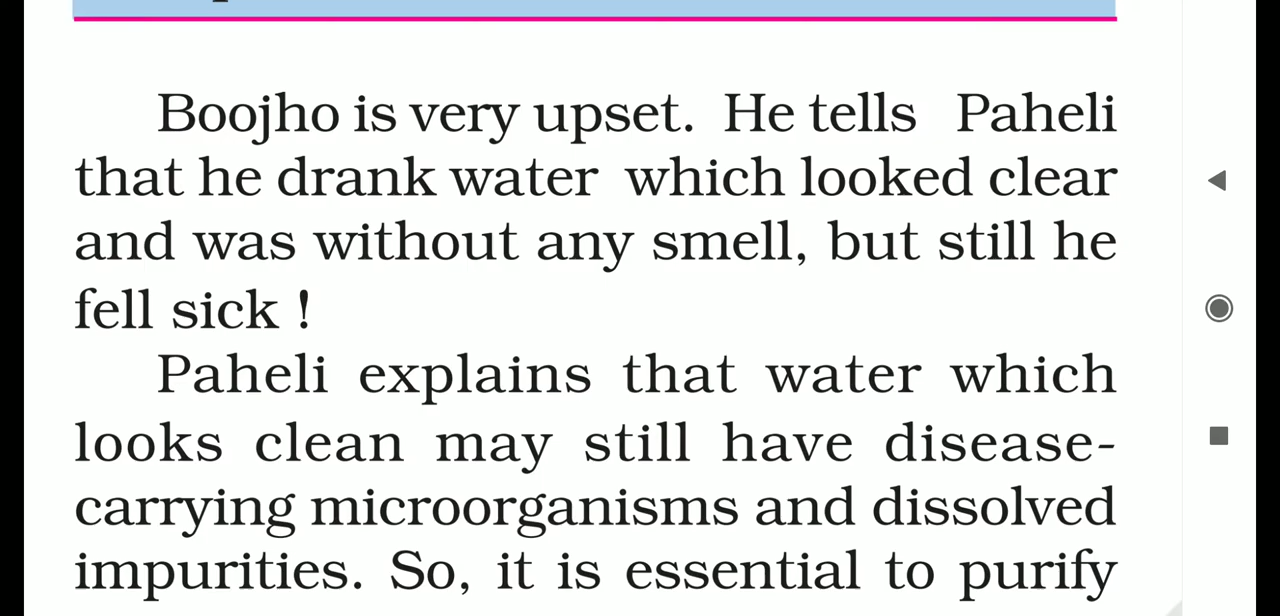 Boojho is very upset. He tells Paheli
that he drank water which looked clear
and was without any smell, but still he
fell sick !
Paheli explains that water which
looks clean may still have disease-
carrying microorganisms and dissolved
impurities. So, it is essential to purify